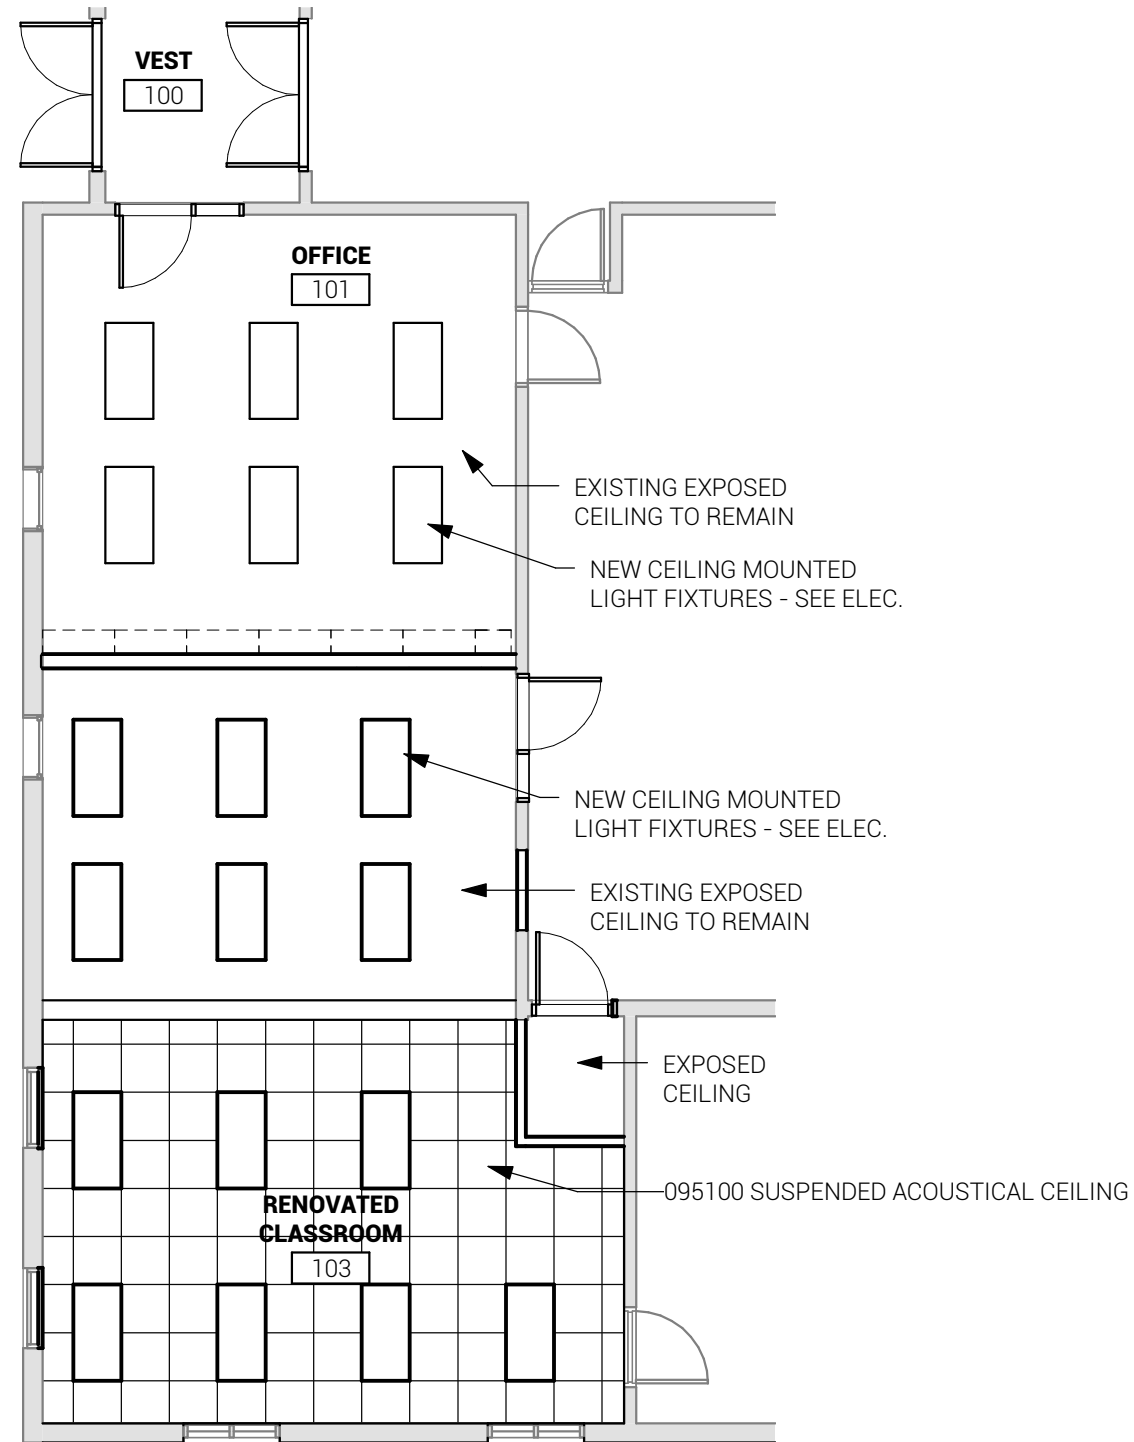 VEST
100
OFFICE
101
EXISTING EXPOSED
CEILING TO REMAIN
NEW CEILING MOUNTED
LIGHT FIXTURES - SEE ELEC.
NEW CEILING MOUNTED
LIGHT FIXTURES - SEE ELEC.
EXISTING EXPOSED
CEILING TO REMAIN
EXPOSED
CEILING
095100 SUSPENDED ACOUSTICAL CEILING
RENOVATED
CLASSROOM
103